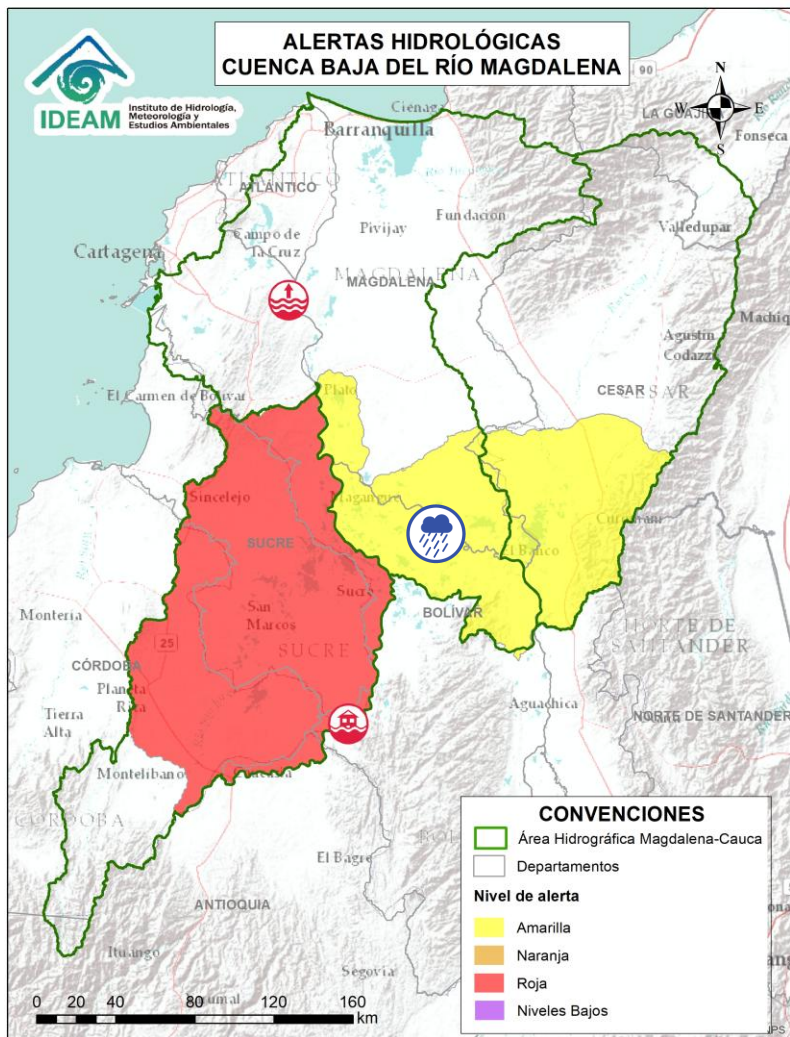 ALERTAS HIDROLÓGICAS
CUENCA BAJA DEL RÍO MAGDALENA
IDEAM
Instituto de Hidrología,
Meteorología y
Estudios Ambientales
N
W
E
S
90
LA GUAJIRA
Fonseca
Ciénaga
Barranquilla
ATLÁNTICO
Fundación
Valledupar
Pivijay
Campo de
la Cruz
Cartagena
MAGDALENA
MAGDALENA
Machiq
Agustín
Codazzi
CESAR
CESAR
El Carmen de Bolívar
Plato
Sincelejo
Magangué
SUCRE
El Banco
Sucre
BOLÍVAR
San
Marcos
Montería
NORTE DE
SANTANDER
SUCRE
25
CÓRDOBA
Planeta
Rica
Tierra
Alta
Aguachica
NORTE DE SANTANDER
Montelibano
CÓRDOBA
El Bagre
ANTIOQUIA
Ituango
Segovia
CONVENCIONES
Área Hidrográfica Magdalena-Cauca
Departamentos
Nivel de alerta
Amarilla
Naranja
Roja
Niveles Bajos
0 20 40 80 120 160
km